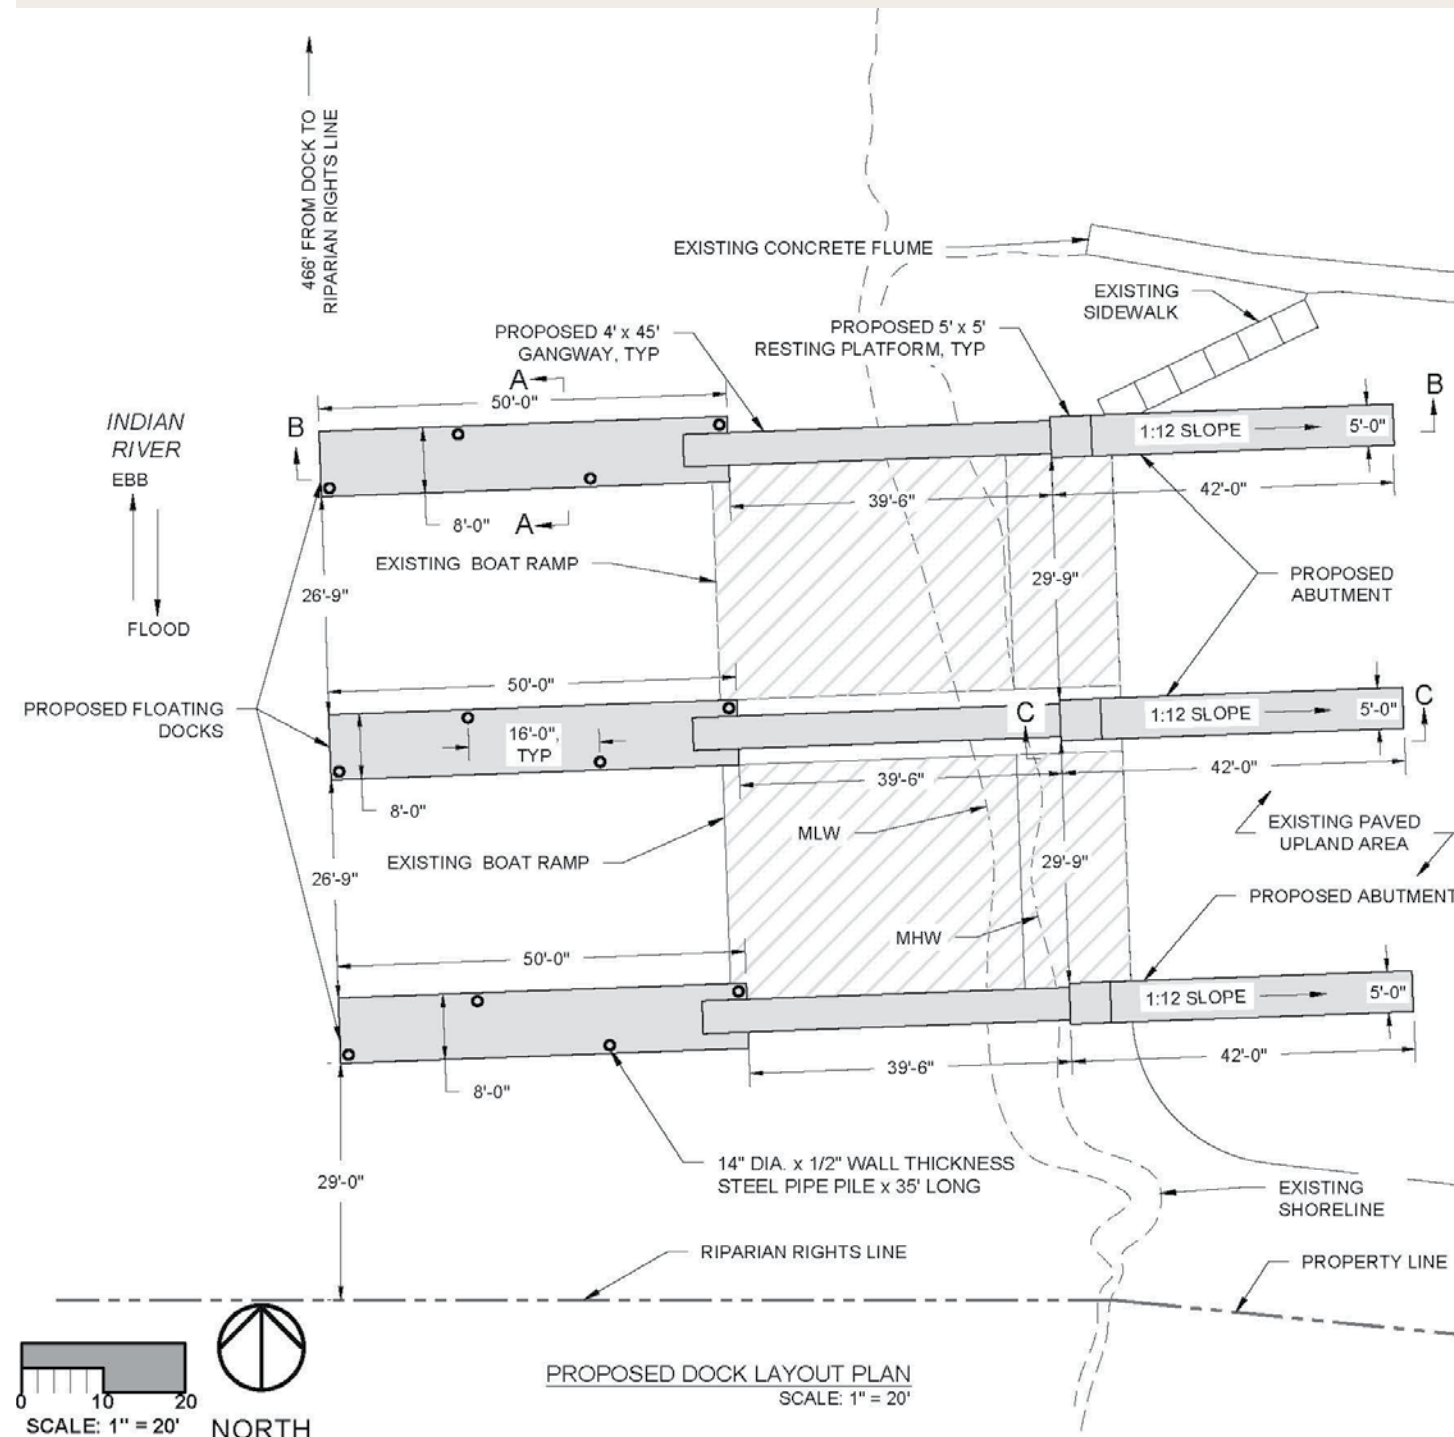 466' FROM DOCK TO
RIPARIAN RIGHTS LINE
EXISTING CONCRETE FLUME
EXISTING
SIDEWALK
PROPOSED 4' x 45'
GANGWAY, TYP
PROPOSED 5' x 5'
RESTING PLATFORM, TYP
A
50'-0"
B
INDIAN
RIVER
EBB
FLOOD
B
1:12 SLOPE
5'-0"
39'-6"
42'-0"
8'-0"
A
EXISTING BOAT RAMP
26'-9"
29'-9"
PROPOSED
ABUTMENT
50'-0"
PROPOSED FLOATING
DOCKS
16'-0",
TYP
C
1:12 SLOPE
5'-0"
C
39'-6"
42'-0"
8'-0"
MLW
EXISTING PAVED
UPLAND AREA
EXISTING BOAT RAMP
26'-9"
29'-9"
PROPOSED ABUTMENT
MHW
50'-0"
1:12 SLOPE
5'-0"
39'-6"
42'-0"
8'-0"
14" DIA. x 1/2" WALL THICKNESS
STEEL PIPE PILE x 35' LONG
29'-0"
EXISTING
SHORELINE
RIPARIAN RIGHTS LINE
PROPERTY LINE
0 10 20
SCALE: 1" = 20'
NORTH
PROPOSED DOCK LAYOUT PLAN
SCALE: 1" = 20'